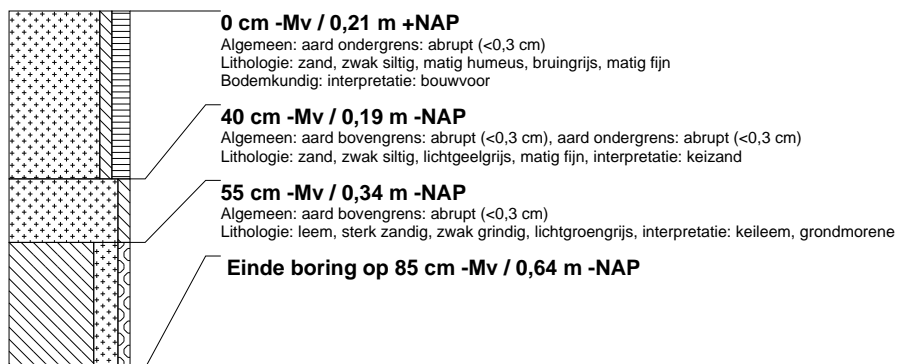 0 cm -Mv / 0,21 m +NAP
Algemeen: aard ondergrens: abrupt (<0,3 cm)
Lithologie: zand, zwak siltig, matig humeus, bruingrijs, matig fijn
Bodemkundig: interpretatie: bouwvoor
40 cm -Mv / 0,19 m -NAP
Algemeen: aard bovengrens: abrupt (<0,3 cm), aard ondergrens: abrupt (<0,3 cm)
Lithologie: zand, zwak siltig, lichtgeelgrijs, matig fijn, interpretatie: keizand
55 cm -Mv / 0,34 m -NAP
Algemeen: aard bovengrens: abrupt (<0,3 cm)
Lithologie: leem, sterk zandig, zwak grindig, lichtgroengrijs, interpretatie: keileem, grondmorene
Einde boring op 85 cm -Mv / 0,64 m -NAP